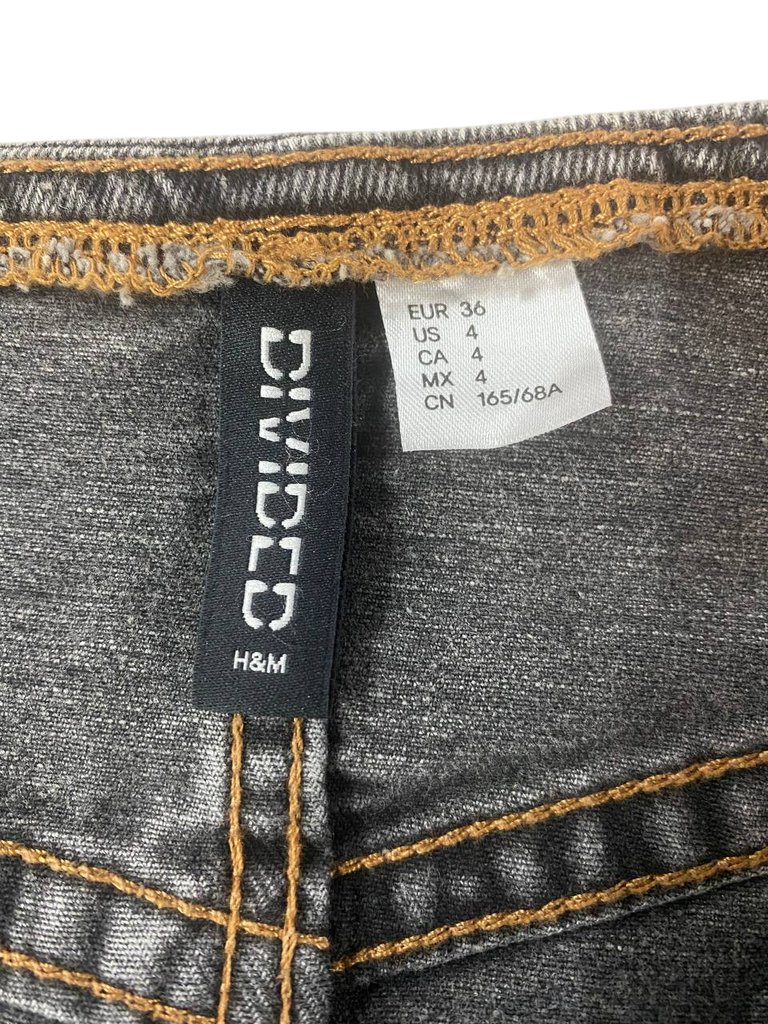 DIVIDED
H&M
EUR 36
US 4
CA 4
MX 4
CN 165/68A